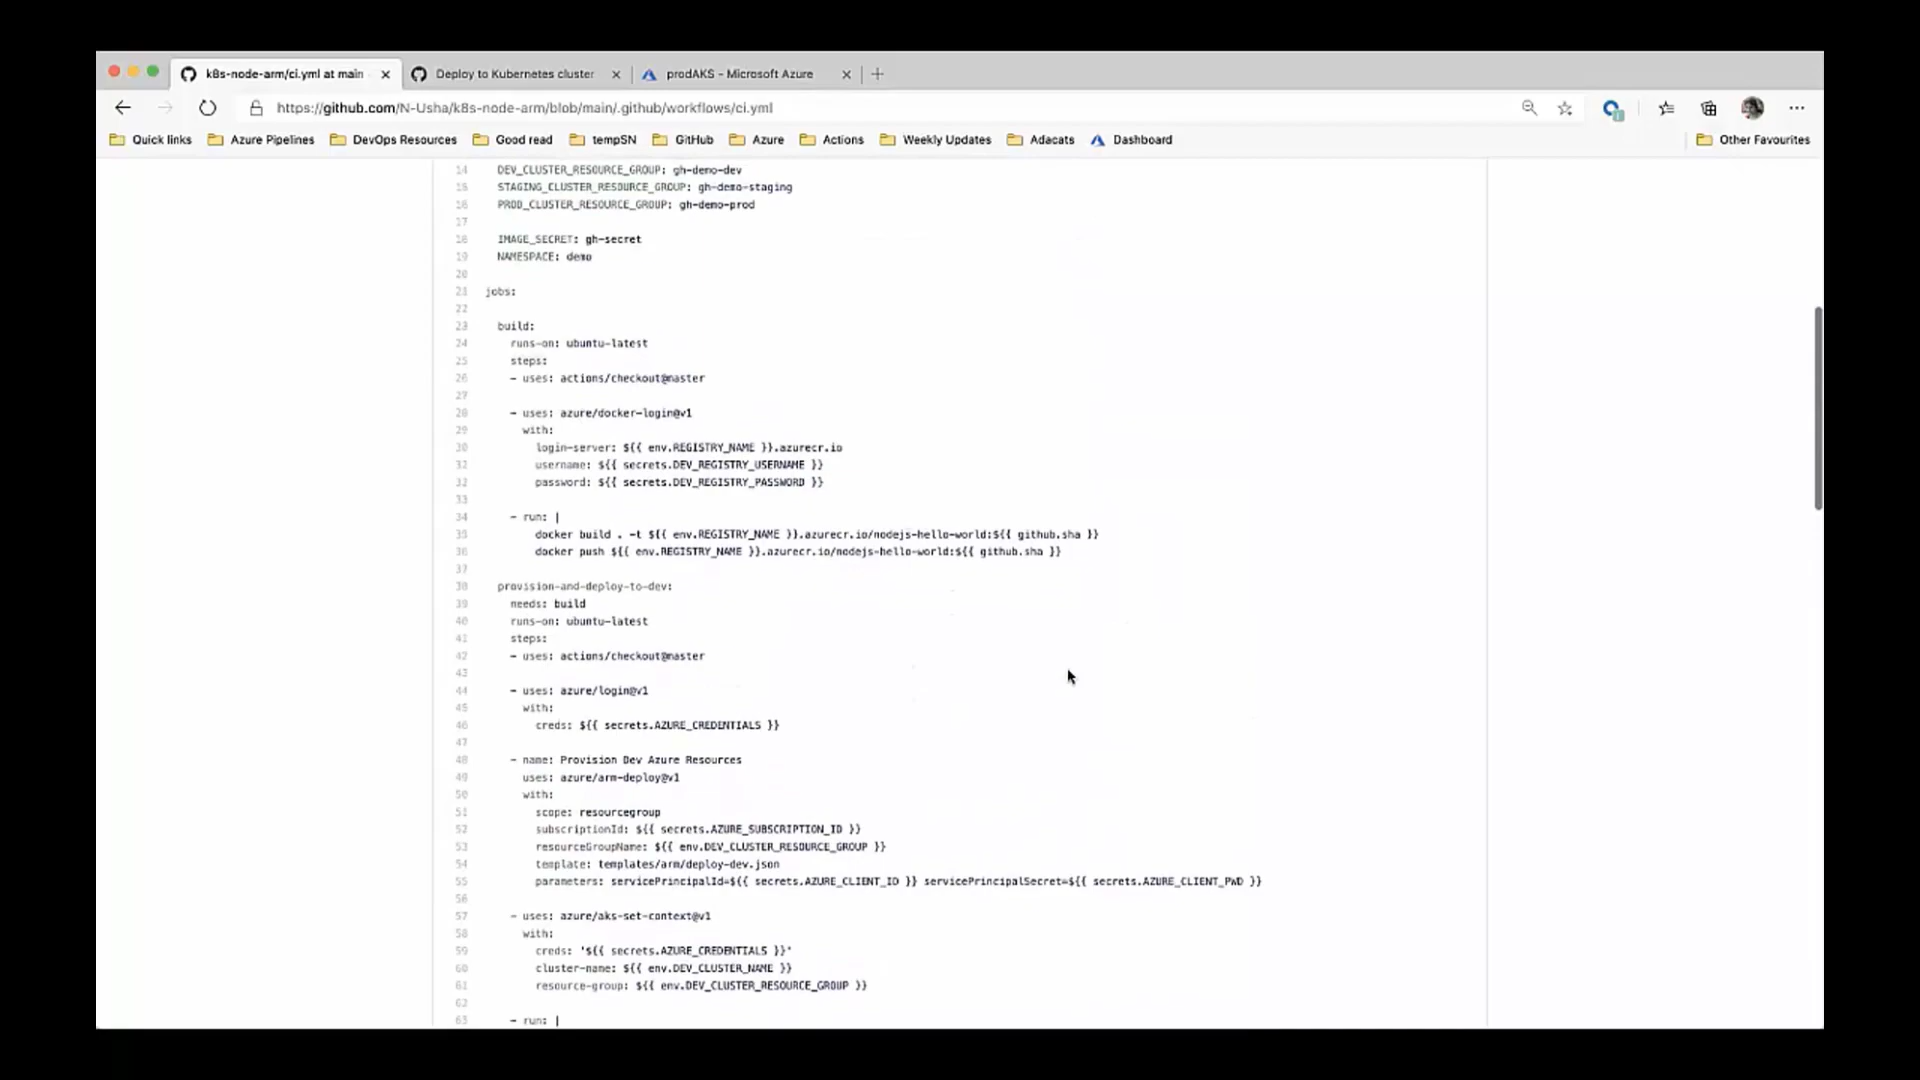 k8s-node-arm/ci.yml at main
Deploy to Kubernetes cluster
prodAKS - Microsoft Azure
https://github.com/N-Usha/k8s-node-arm/blob/main/.github/workflows/ci.yml
Quick links Azure Pipelines DevOps Resources Good read tempSN GitHub Azure Actions Weekly Updates Adacats Dashboard Other Favourites
14 DEV_CLUSTER_RESOURCE_GROUP: gh-demo-dev
15 STAGING_CLUSTER_RESOURCE_GROUP: gh-demo-staging
16 PROD_CLUSTER_RESOURCE_GROUP: gh-demo-prod
17
18 IMAGE_SECRET: gh-secret
19 NAMESPACE: demo
20
21 jobs:
22
23 build:
24 runs-on: ubuntu-latest
25 steps:
26 - uses: actions/checkout@master
27
28 - uses: azure/docker-login@v1
29 with:
30 login-server: ${{ env.REGISTRY_NAME }}.azurecr.io
31 username: ${{ secrets.DEV_REGISTRY_USERNAME }}
32 password: ${{ secrets.DEV_REGISTRY_PASSWORD }}
33
34 - run: |
35 docker build . -t ${{ env.REGISTRY_NAME }}.azurecr.io/nodejs-hello-world:${{ github.sha }}
36 docker push ${{ env.REGISTRY_NAME }}.azurecr.io/nodejs-hello-world:${{ github.sha }}
37
38 provision-and-deploy-to-dev:
39 needs: build
40 runs-on: ubuntu-latest
41 steps:
42 - uses: actions/checkout@master
43
44 - uses: azure/login@v1
45 with:
46 creds: ${{ secrets.AZURE_CREDENTIALS }}
47
48 - name: Provision Dev Azure Resources
49 uses: azure/arm-deploy@v1
50 with:
51 scope: resourcegroup
52 subscriptionId: ${{ secrets.AZURE_SUBSCRIPTION_ID }}
53 resourceGroupName: ${{ env.DEV_CLUSTER_RESOURCE_GROUP }}
54 template: templates/arm/deploy-dev.json
55 parameters: servicePrincipalId=${{ secrets.AZURE_CLIENT_ID }} servicePrincipalSecret=${{ secrets.AZURE_CLIENT_PWD }}
56
57 - uses: azure/aks-set-context@v1
58 with:
59 creds: '${{ secrets.AZURE_CREDENTIALS }}'
60 cluster-name: ${{ env.DEV_CLUSTER_NAME }}
61 resource-group: ${{ env.DEV_CLUSTER_RESOURCE_GROUP }}
62
63 - run: |